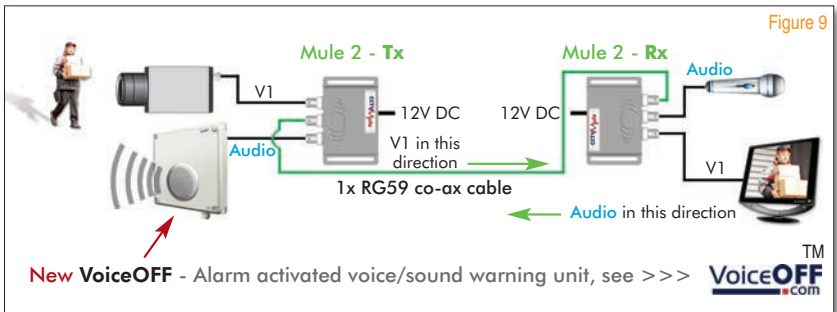 Figure 9
Mule 2 - Tx
Mule 2 - Rx
V1
Audio
12V DC
12V DC
Audio
V1 in this
direction
V1
Audio
1x RG59 co-ax cable
Audio in this direction
New VoiceOFF - Alarm activated voice/sound warning unit, see >>>
VoiceOFF
.com
TM